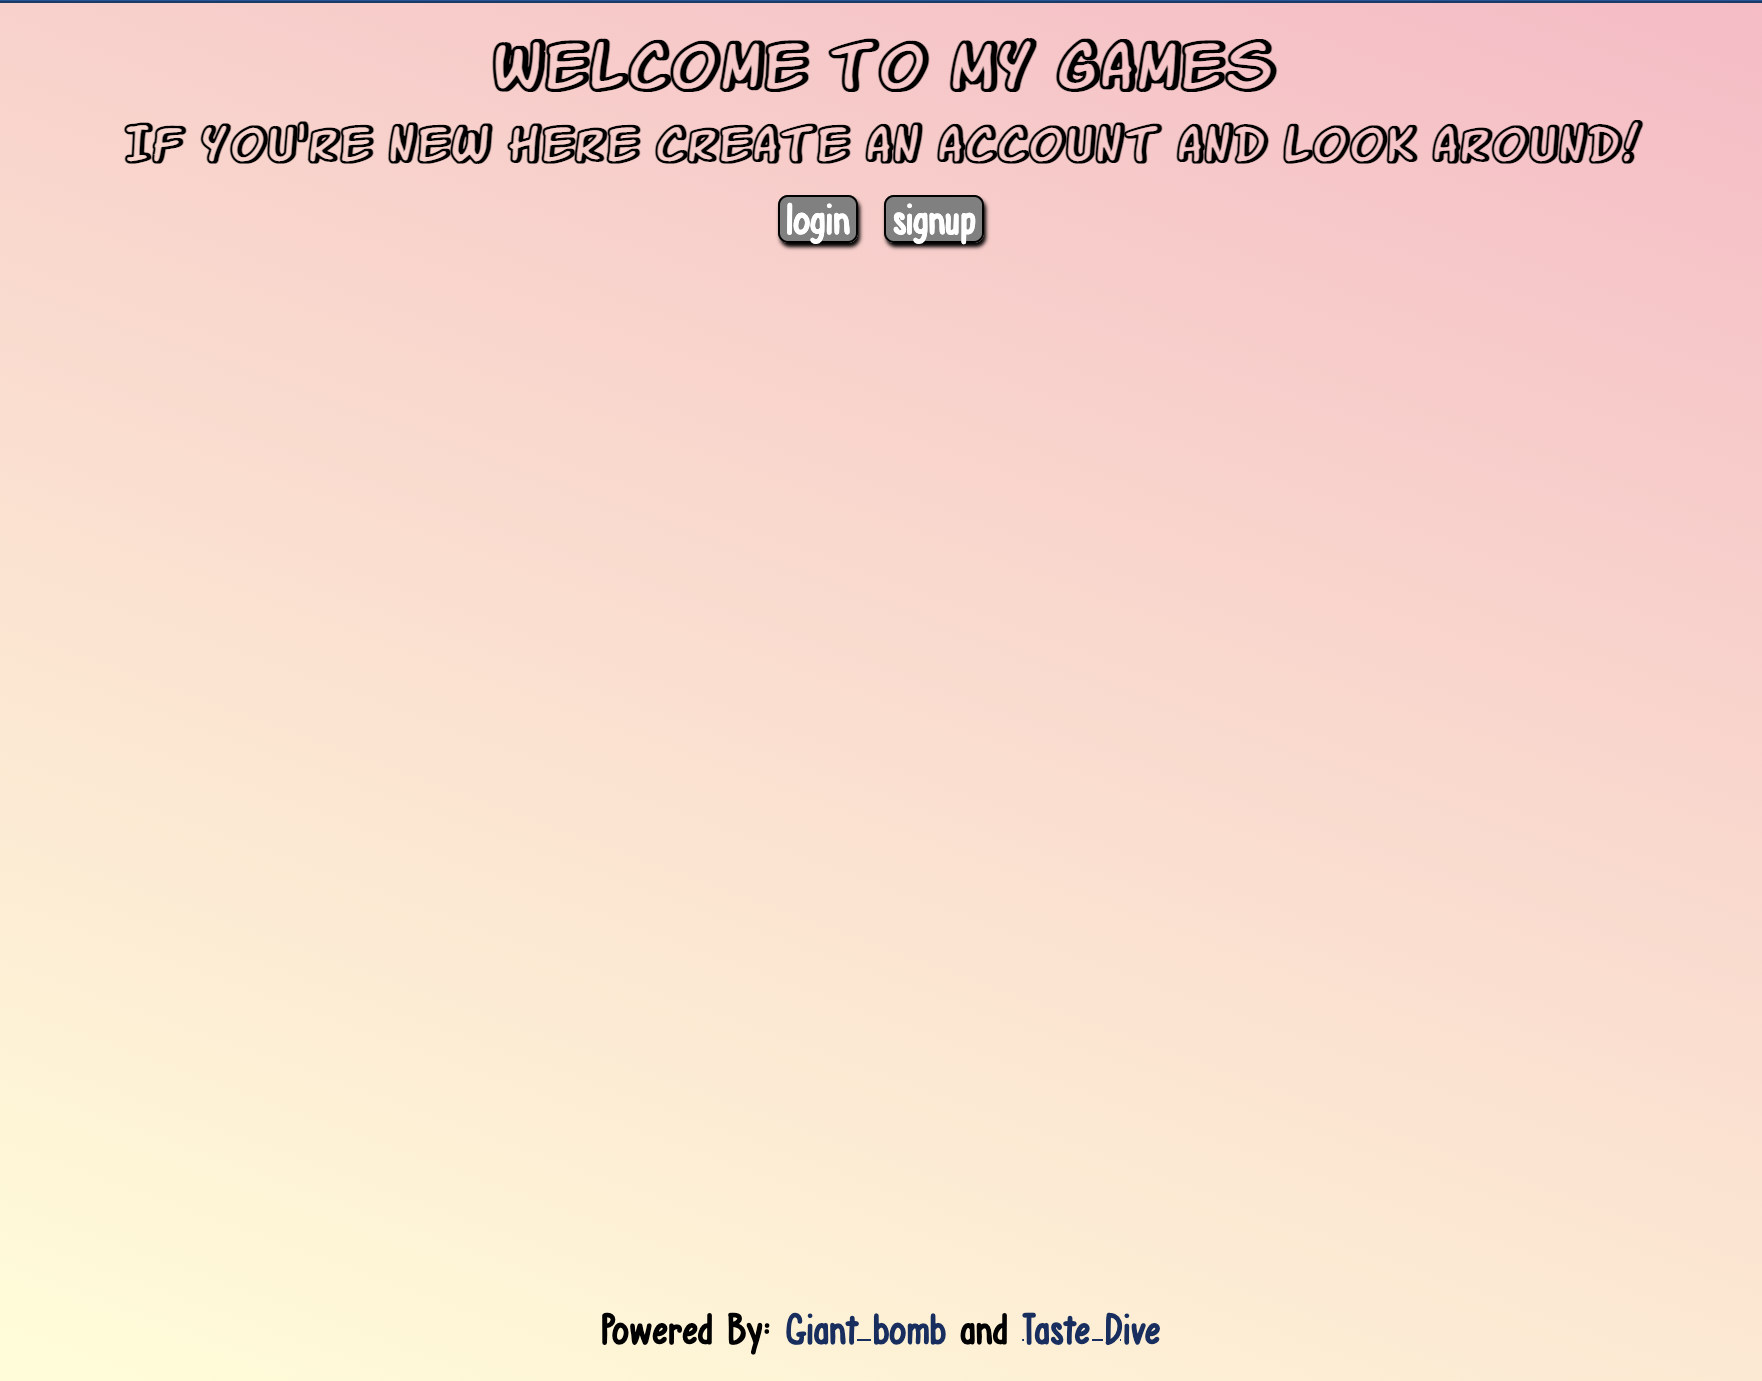 WELCOME TO MY GAMES
IF YOU'RE NEW HERE CREATE AN ACCOUNT AND LOOK AROUND!
login signup
Powered By: Giant_bomb and Taste_Dive